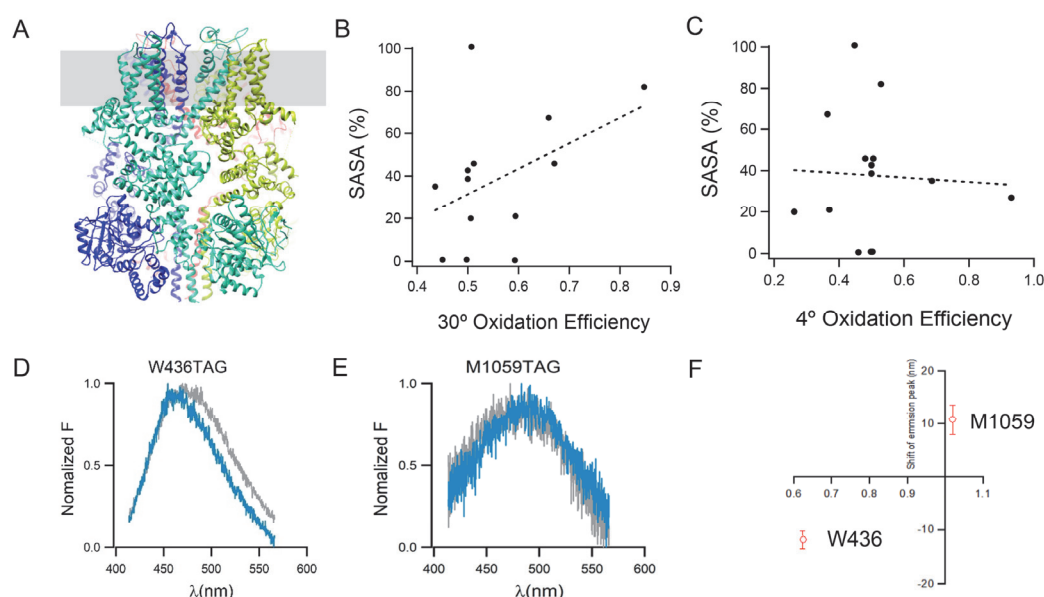 A
B
SASA (%)
100
80
60
40
20
0
0.4
0.5
0.6
0.7
0.8
0.9
30º Oxidation Efficiency
C
SASA (%)
100
80
60
40
20
0
0.2
0.4
0.6
0.8
1.0
4º Oxidation Efficiency
D
W436TAG
Nomalized F
1.0
0.5
0.0
400
450
500
550
600
λ(nm)
E
M1059TAG
Nomalized F
1.0
0.5
0.0
400
450
500
550
600
λ(nm)
F
Shift of emmsion peak (nm)
20
10
-10
-20
0.6
0.7
0.8
0.9
1.1
M1059
W436